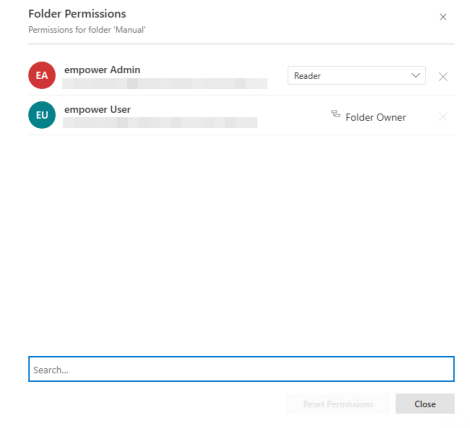 Folder Permissions
Permissions for folder 'Manual'
EA
empower Admin
Reader
EU
empower User
Folder Owner
Search...
Reset Permissions
Close